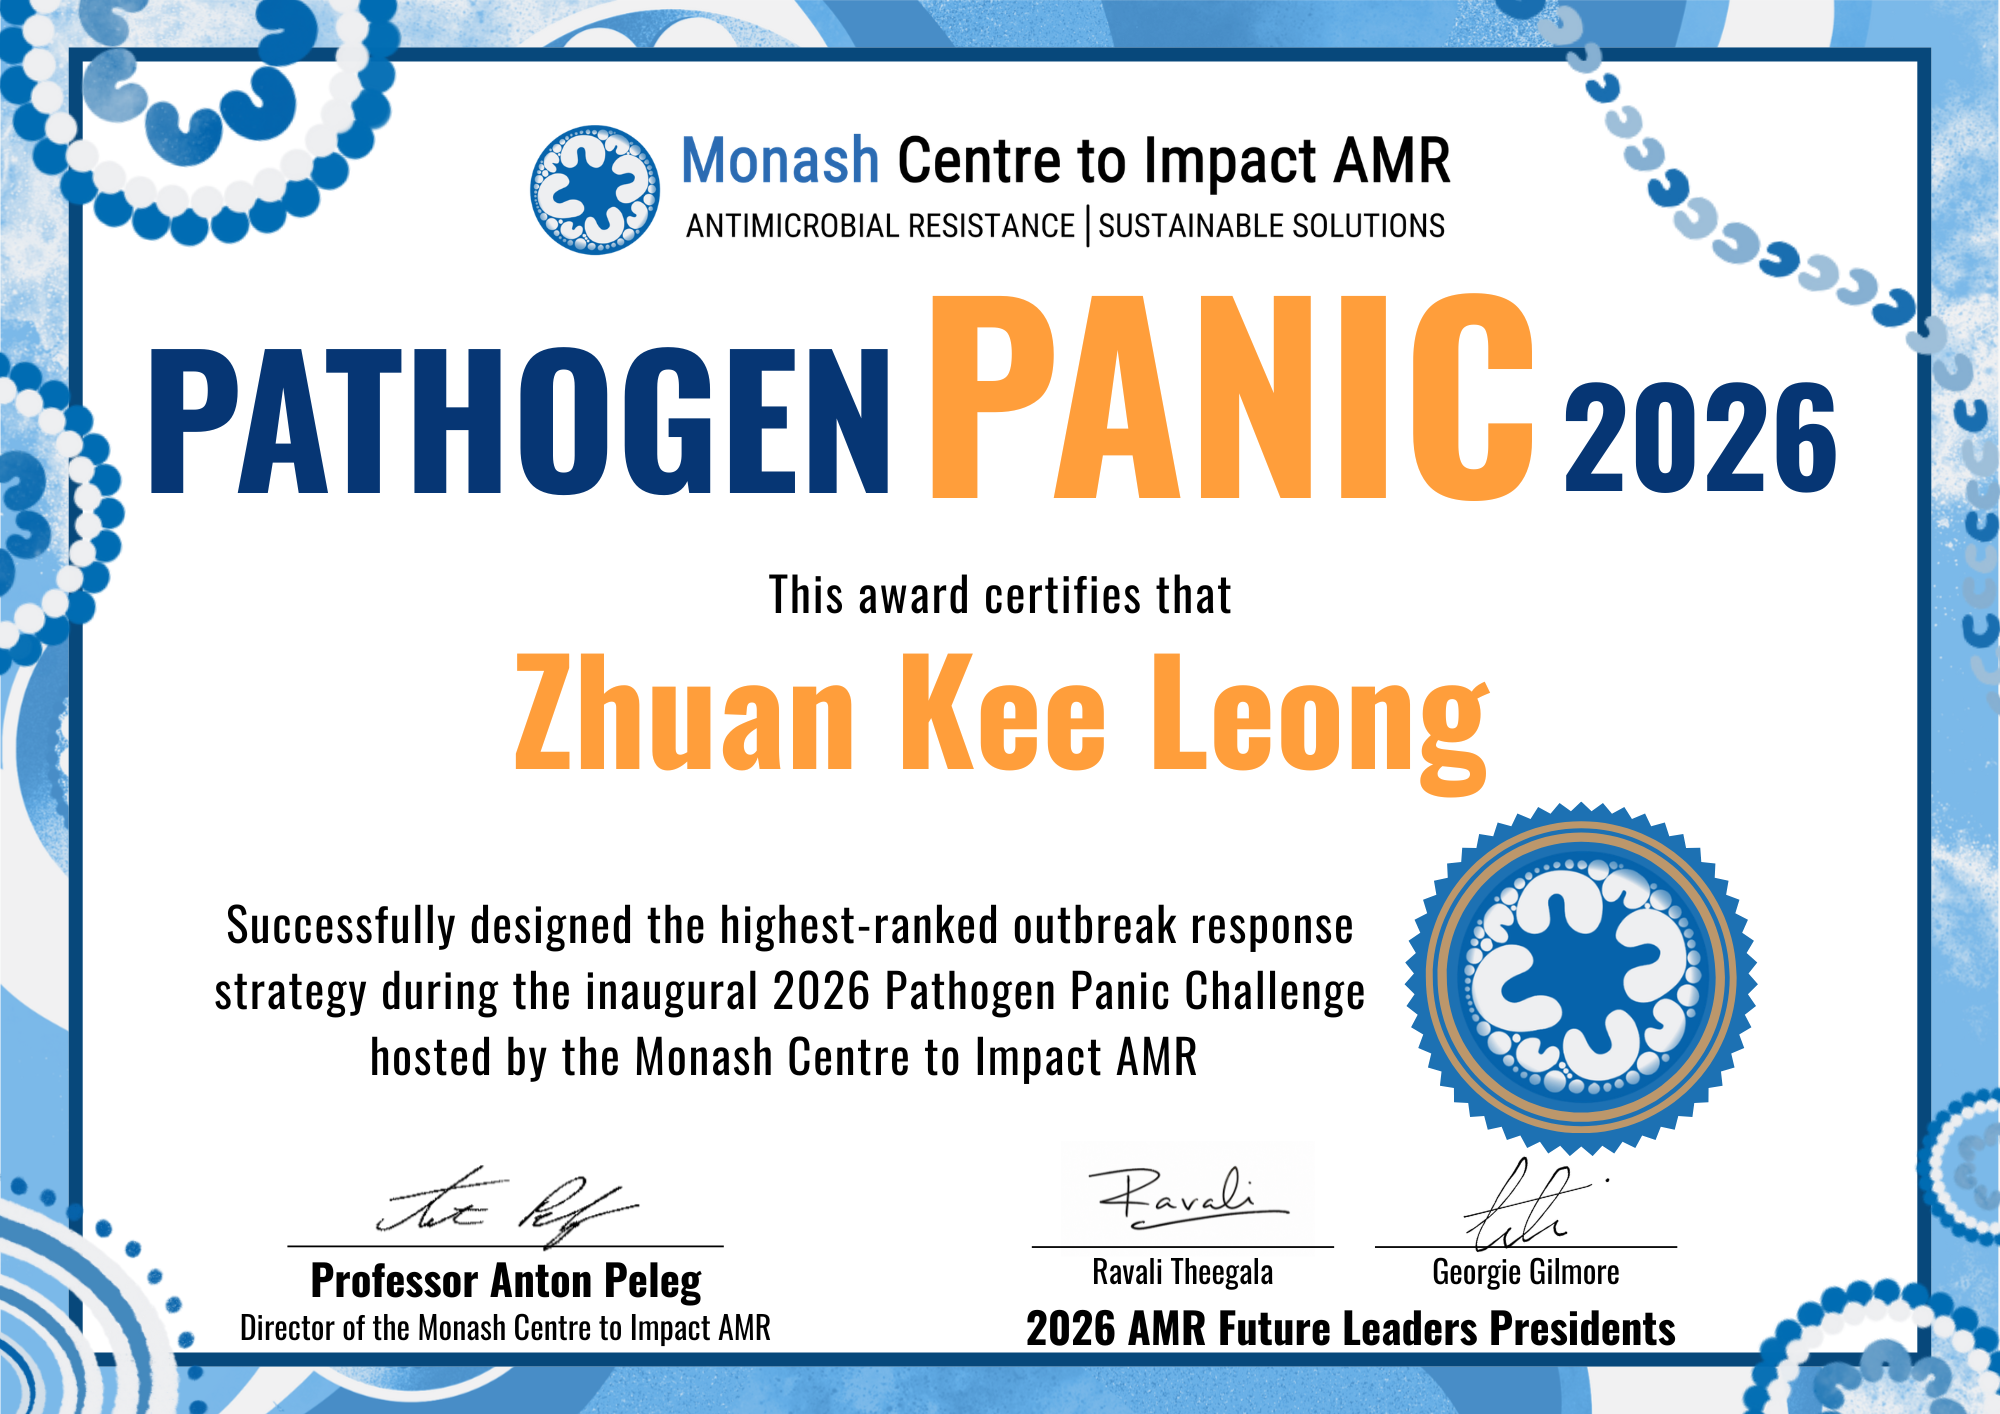 Monash Centre to Impact AMR
ANTIMICROBIAL RESISTANCE | SUSTAINABLE SOLUTIONS
PATHOGEN PANIC 2026
This award certifies that
Zhuan Kee Leong
Successfully designed the highest-ranked outbreak response
strategy during the inaugural 2026 Pathogen Panic Challenge
hosted by the Monash Centre to Impact AMR
Ravali
Professor Anton Peleg
Director of the Monash Centre to Impact AMR
Ravali Theegala
Georgie Gilmore
2026 AMR Future Leaders Presidents